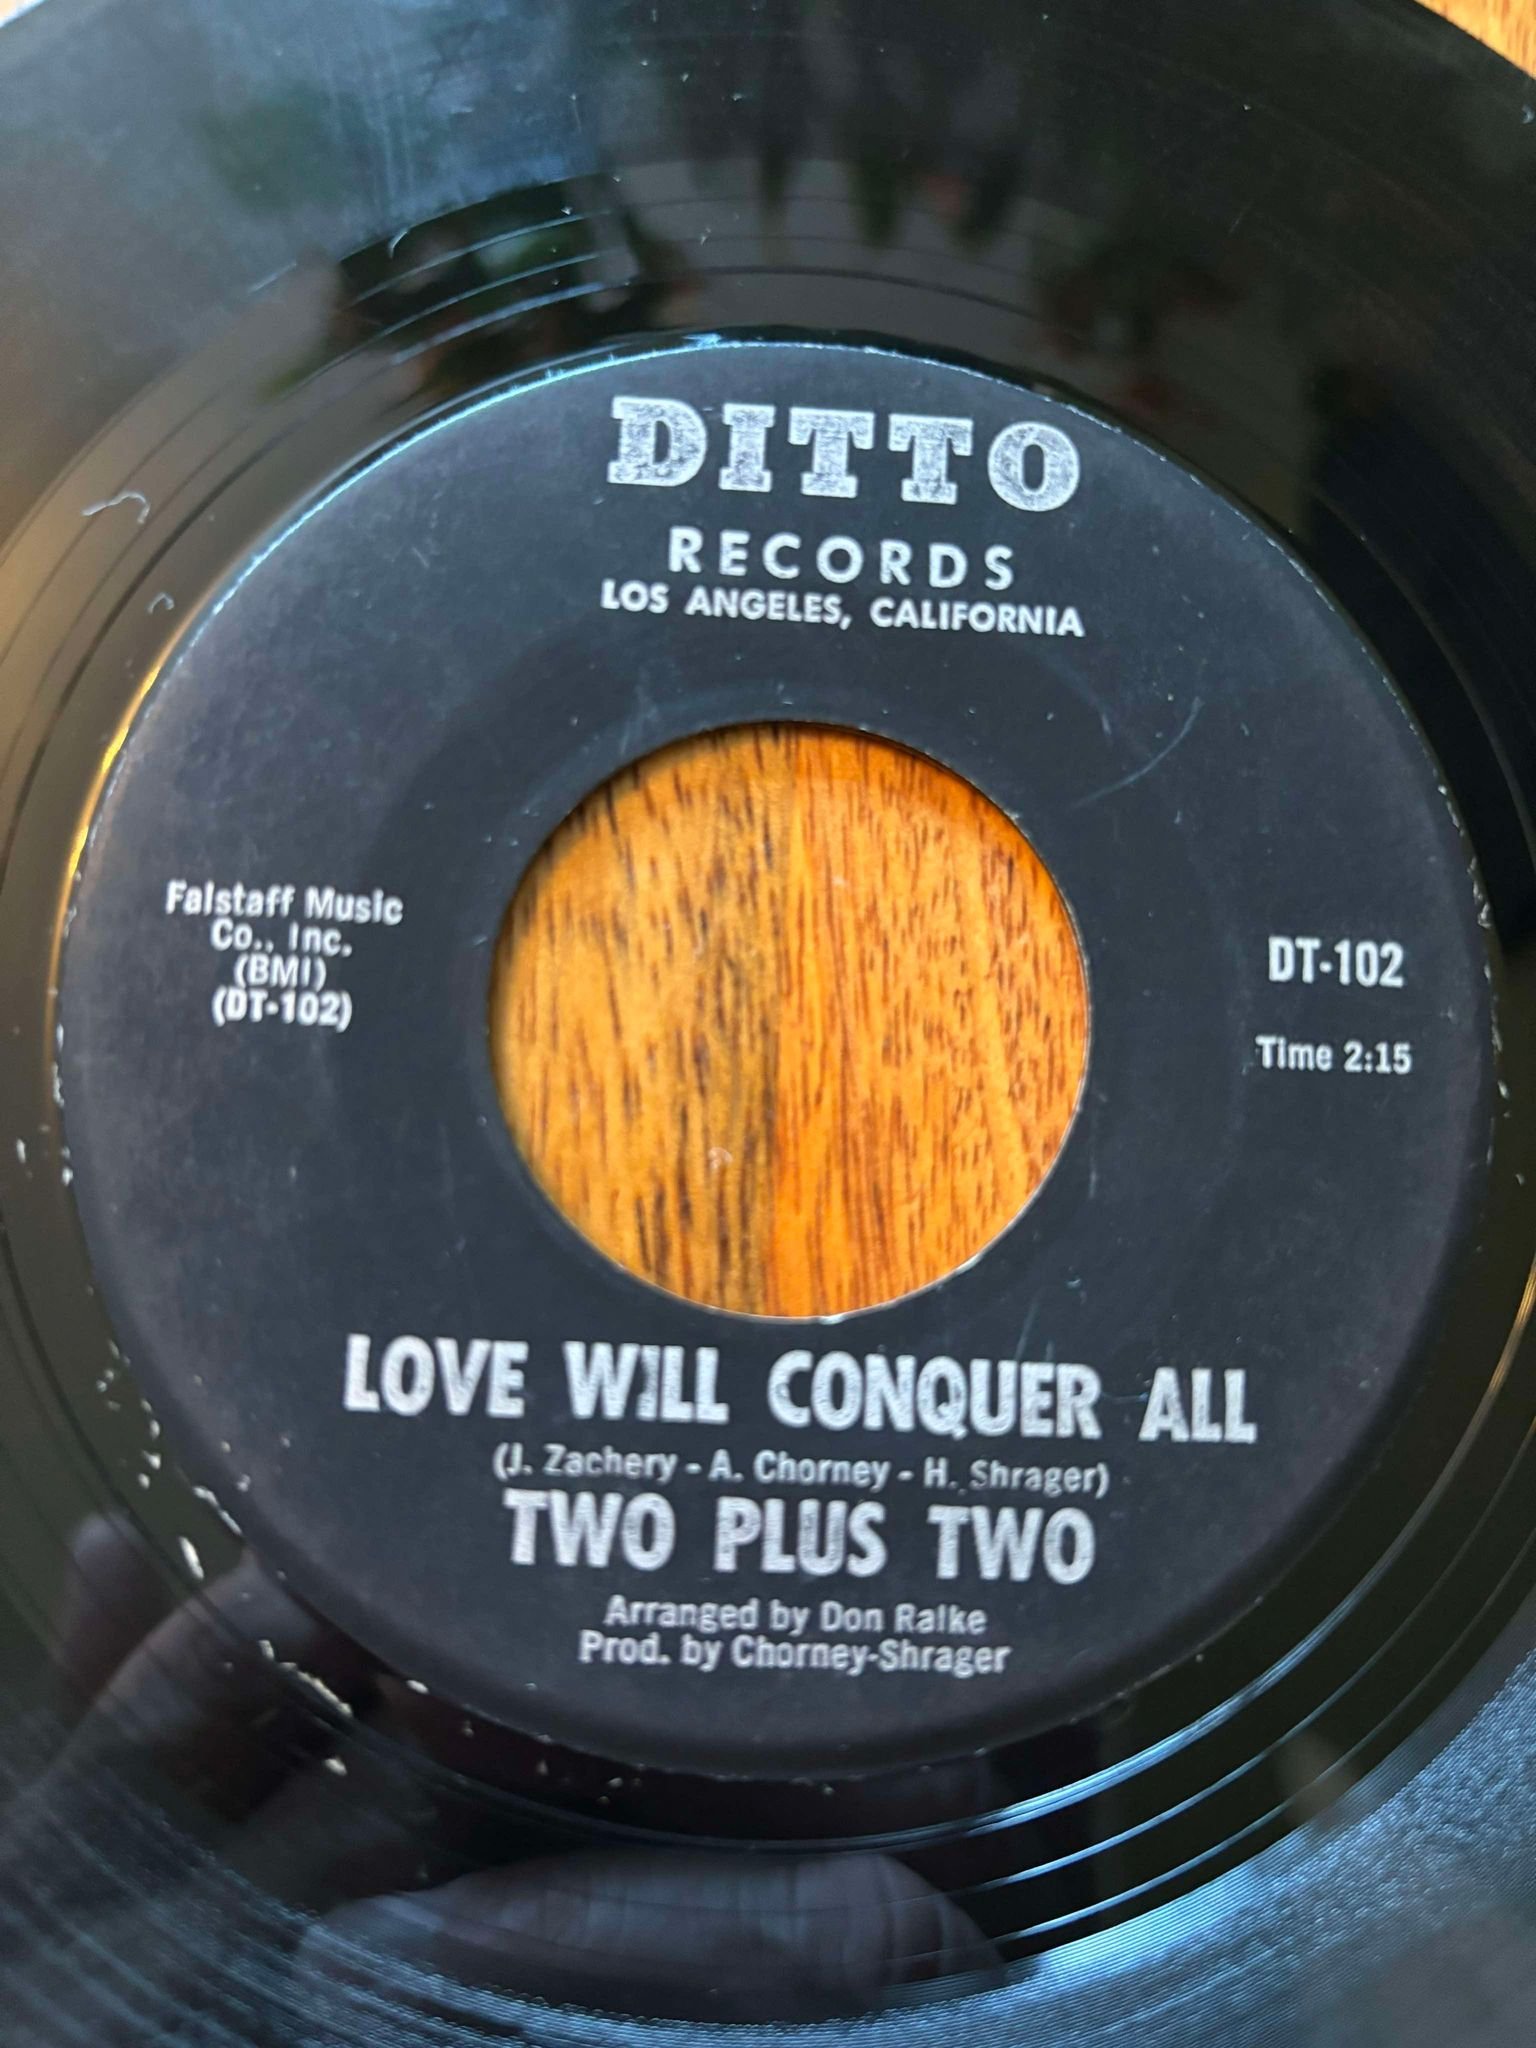 DITTO
RECORDS
LOS ANGELES, CALIFORNIA
Falstaff Music
Co., Inc.
(BMI)
(DT-102)
DT-102
Time 2:15
LOVE WILL CONQUER ALL
(J. Zachery - A. Chorney - H. Shrager)
TWO PLUS TWO
Arranged by Don Ralke
Prod. by Chorney-Shrager